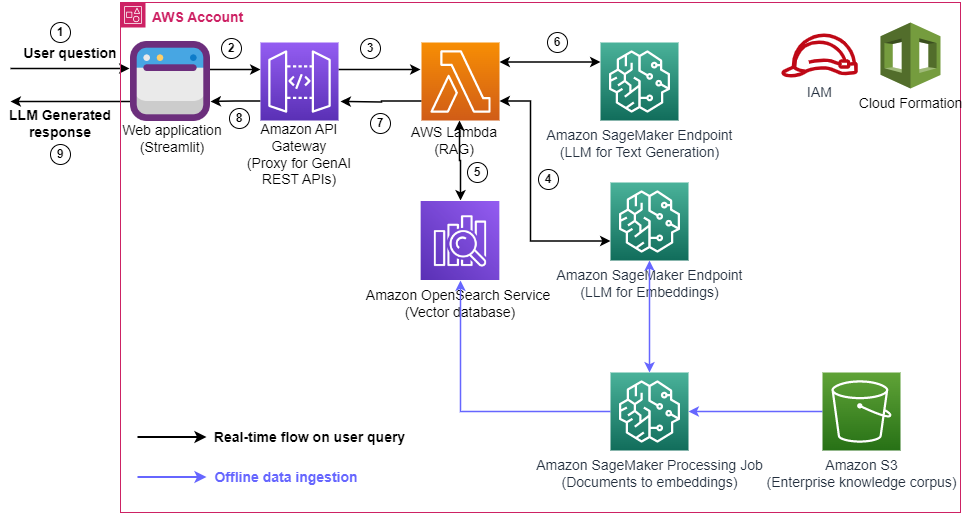 AWS Account
1
User question
2
3
6
IAM
Cloud Formation
LLM Generated
response
9
Web application
(Streamlit)
8
Amazon API
Gateway
(Proxy for GenAI
REST APIs)
7
AWS Lambda
(RAG)
Amazon SageMaker Endpoint
(LLM for Text Generation)
5
4
Amazon OpenSearch Service
(Vector database)
Amazon SageMaker Endpoint
(LLM for Embeddings)
Real-time flow on user query
Offline data ingestion
Amazon SageMaker Processing Job
(Documents to embeddings)
Amazon S3
(Enterprise knowledge corpus)